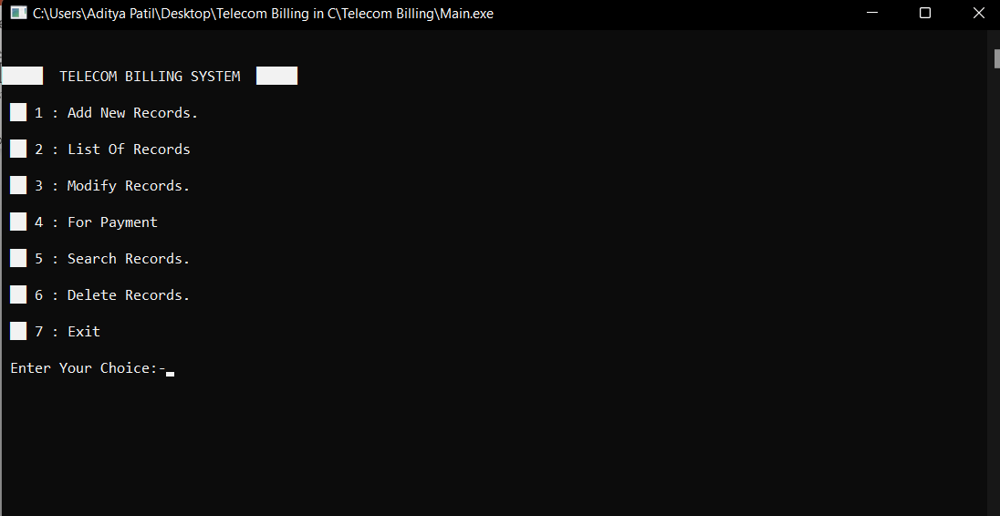 C:\Users\Aditya Patil\Desktop\Telecom Billing in C\Telecom Billing\Main.exe
█████  TELECOM BILLING SYSTEM  █████
██ 1 : Add New Records.
██ 2 : List Of Records
██ 3 : Modify Records.
██ 4 : For Payment
██ 5 : Search Records.
██ 6 : Delete Records.
██ 7 : Exit
Enter Your Choice:-